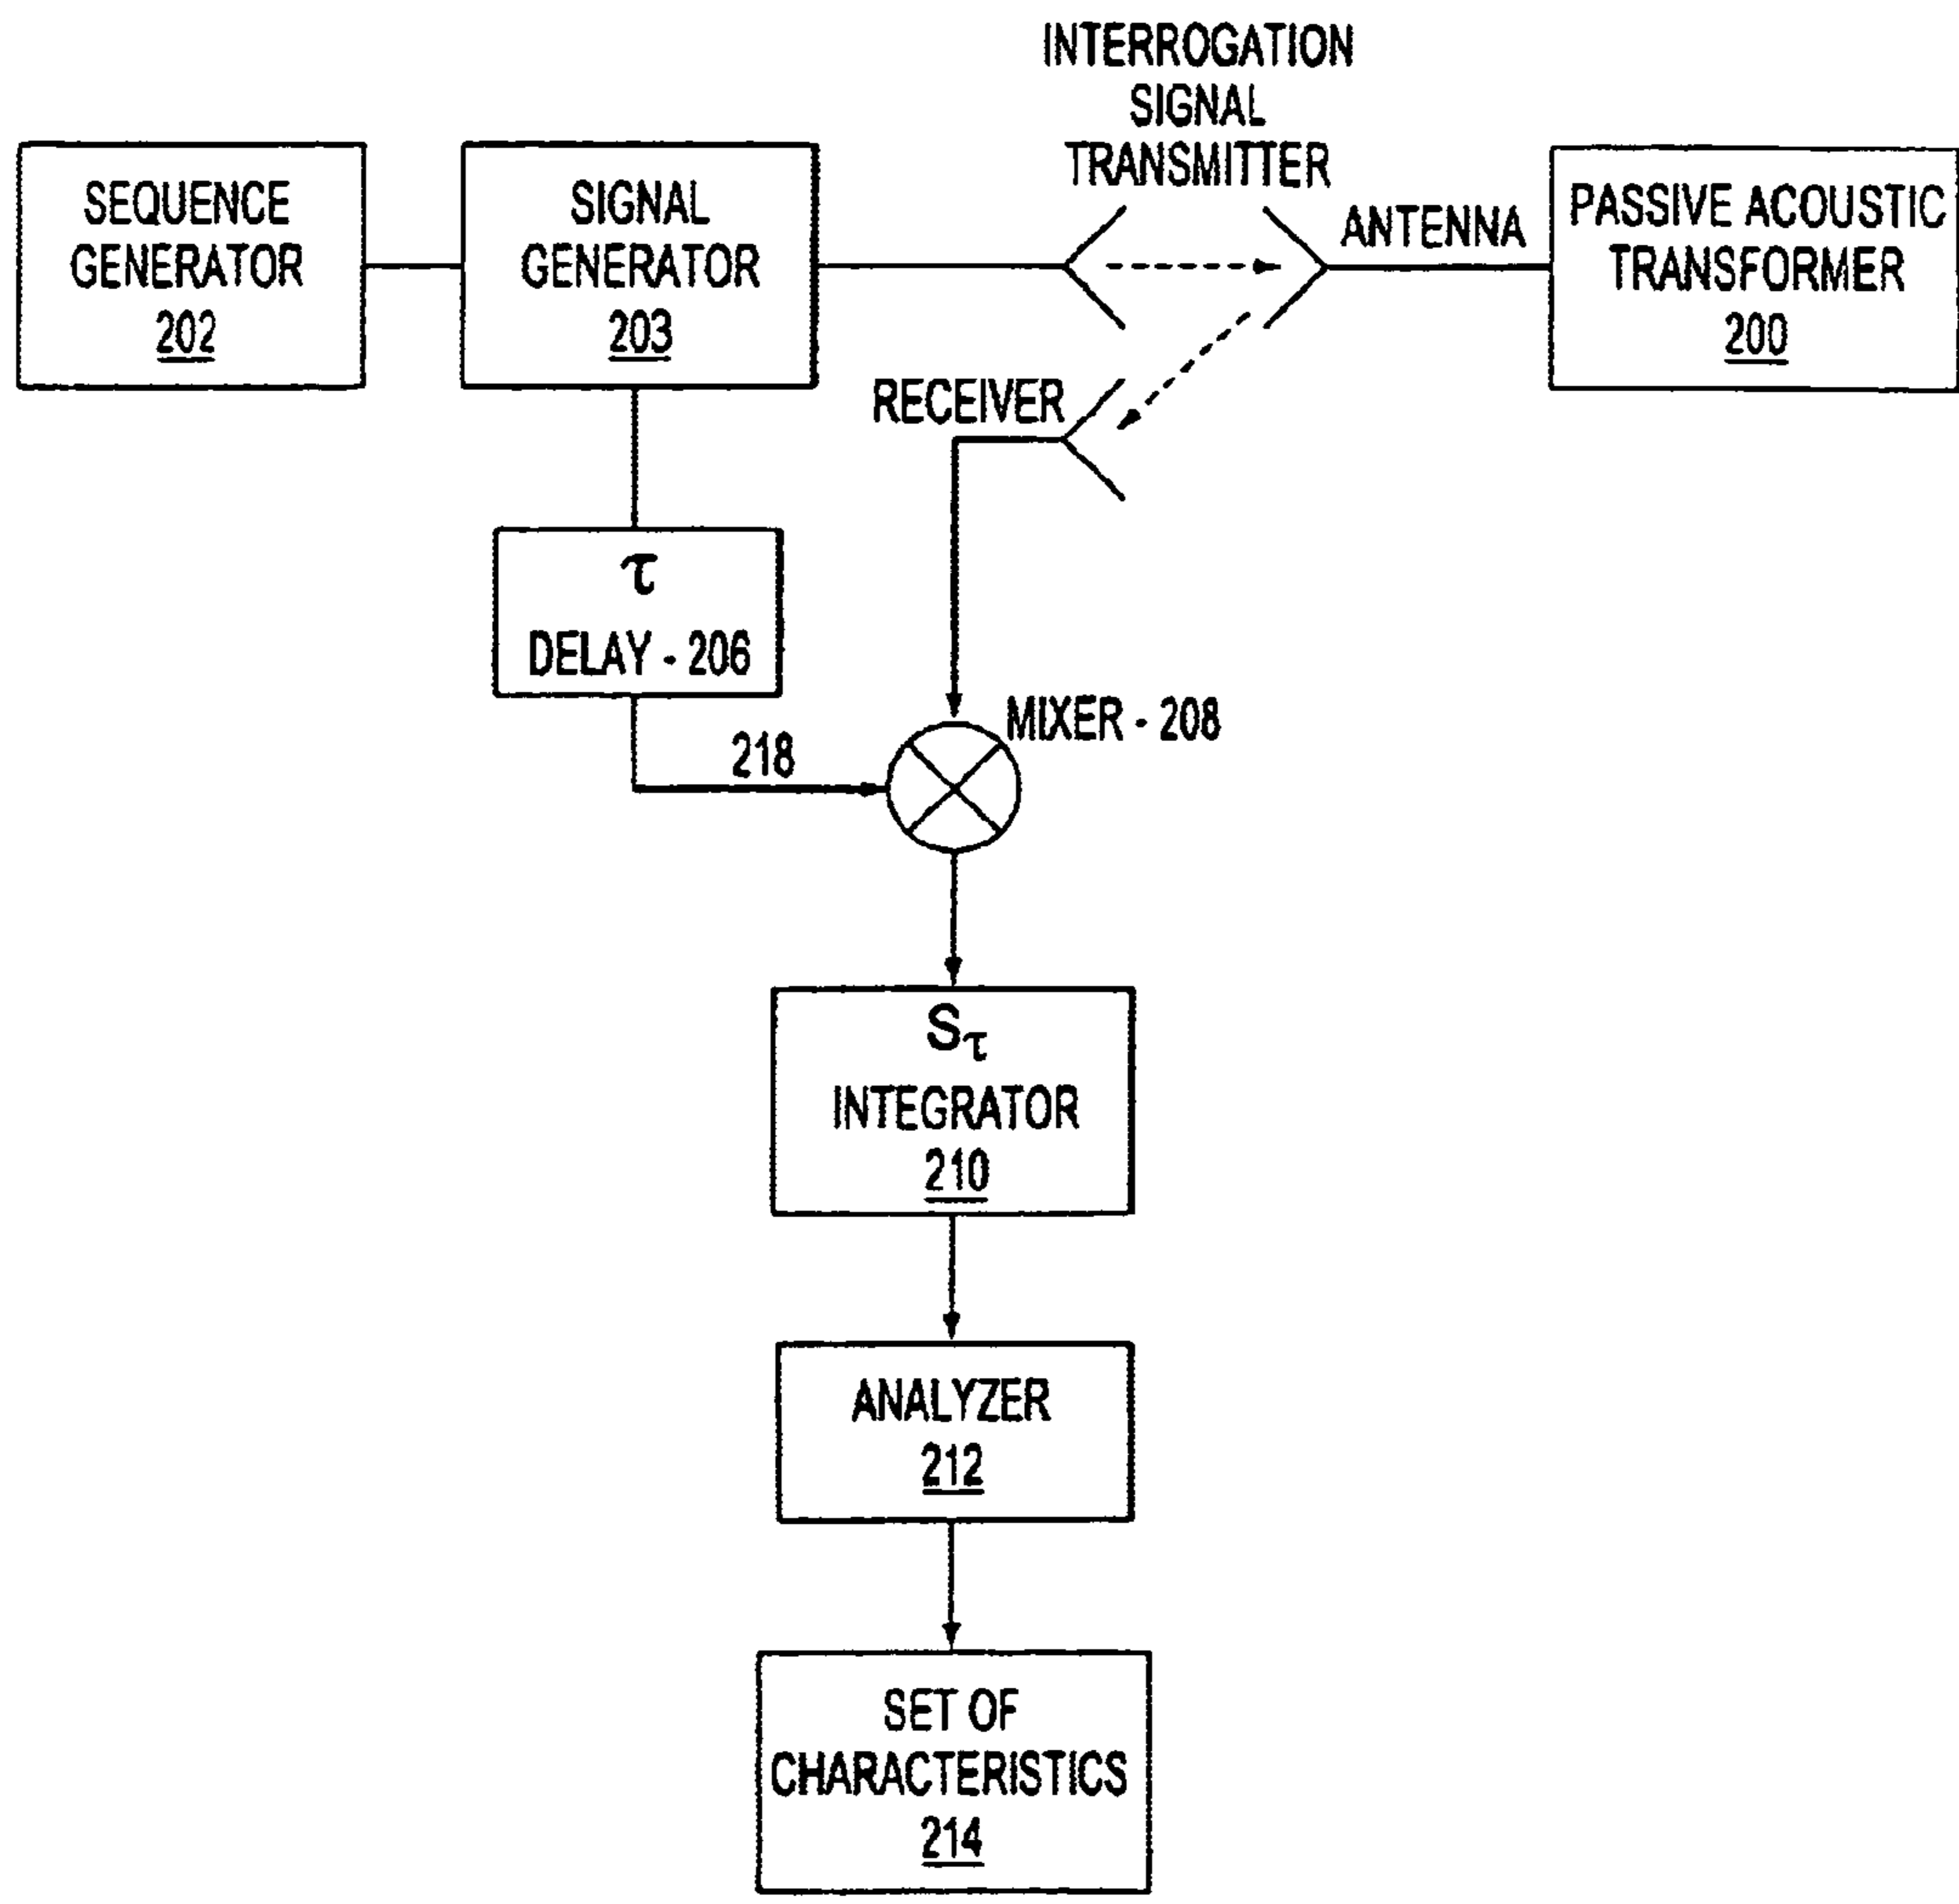 INTERROGATION
SIGNAL
TRANSMITTER
SEQUENCE
GENERATOR
202
SIGNAL
GENERATOR
203
ANTENNA
PASSIVE ACOUSTIC
TRANSFORMER
200
RECEIVER
τ
DELAY - 206
218
MIXER - 208
Sτ
INTEGRATOR
210
ANALYZER
212
SET OF
CHARACTERISTICS
214